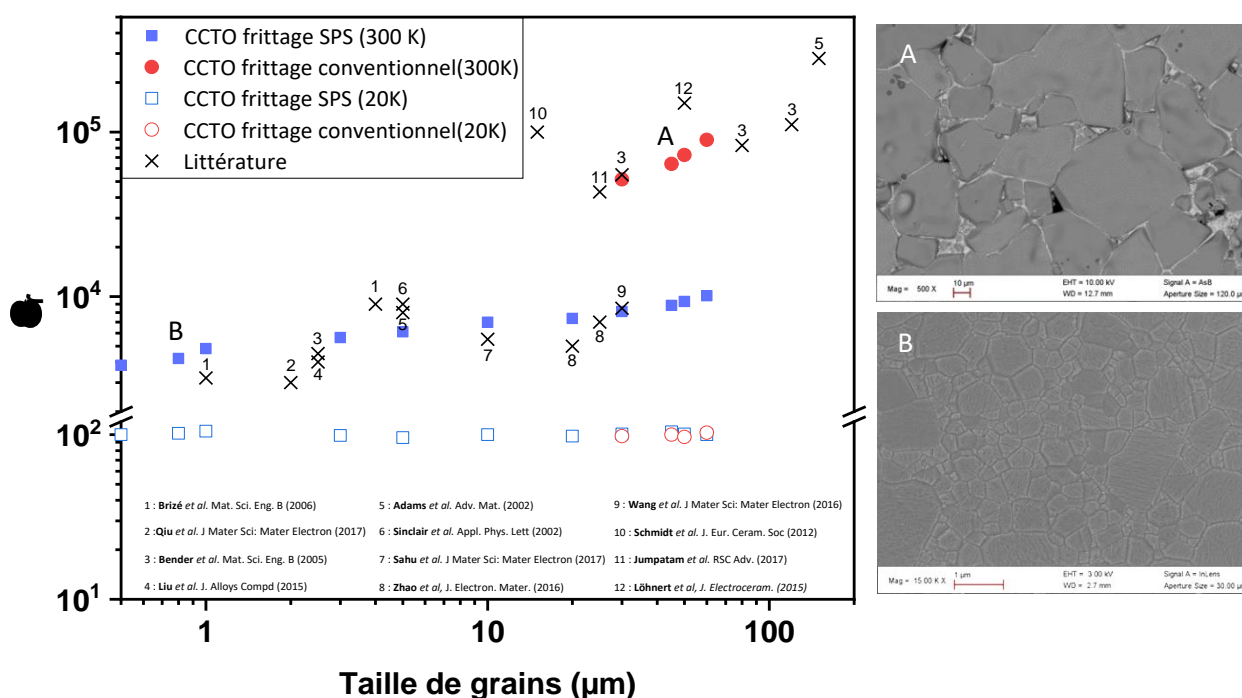 CCTO frittage SPS (300 K)
CCTO frittage conventionnel(300K)
CCTO frittage SPS (20K)
CCTO frittage conventionnel(20K)
Littérature
10⁵
10⁴
10²
10¹
1
10
100
Taille de grains (µm)
A
B
1
1
2
3
4
6
5
7
8
8
9
10
11
3
12
3
3
5
1 : Brizé et al. Mat. Sci. Eng. B (2006)
2 :Qiu et al. J Mater Sci: Mater Electron (2017)
3 : Bender et al. Mat. Sci. Eng. B (2005)
4 : Liu et al. J. Alloys Compd (2015)
5 : Adams et al. Adv. Mat. (2002)
6 : Sinclair et al. Appl. Phys. Lett (2002)
7 : Sahu et al. J Mater Sci: Mater Electron (2017)
8 : Zhao et al, J. Electron. Mater. (2016)
9 : Wang et al. J Mater Sci: Mater Electron (2016)
10 : Schmidt et al. J. Eur. Ceram. Soc (2012)
11 : Jumpatam et al. RSC Adv. (2017)
12 : Löhnert et al, J. Electroceram. (2015)
A
Mag = 500 X
10 µm
EHT = 10.00 kV
WD = 12.7 mm
Signal A = AsB
Aperture Size = 120.0 µ
B
Mag = 15.00 K X
1 µm
EHT = 3.00 kV
WD = 2.7 mm
Signal A = InLens
Aperture Size = 30.00 µ